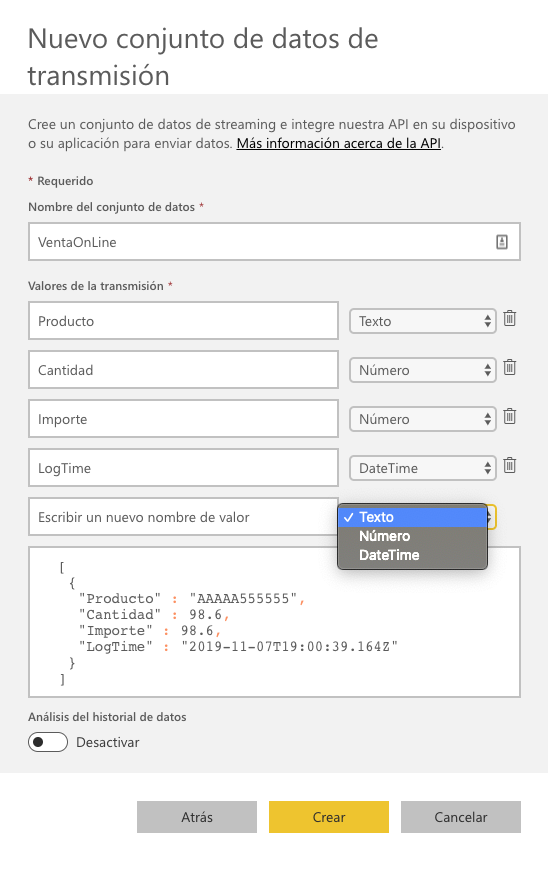 Nuevo conjunto de datos de
transmisión
Cree un conjunto de datos de streaming e integre nuestra API en su dispositivo
o su aplicación para enviar datos. Más información acerca de la API.
* Requerido
Nombre del conjunto de datos *
VentaOnLine
Valores de la transmisión *
Producto Texto
Cantidad Número
Importe Número
LogTime DateTime
Escribir un nuevo nombre de valor ✓ Texto
Número
DateTime
[
{
"Producto" : "AAAAA555555",
"Cantidad" : 98.6,
"Importe" : 98.6,
"LogTime" : "2019-11-07T19:00:39.164Z"
}
]
Análisis del historial de datos
Desactivar
Atrás Crear Cancelar